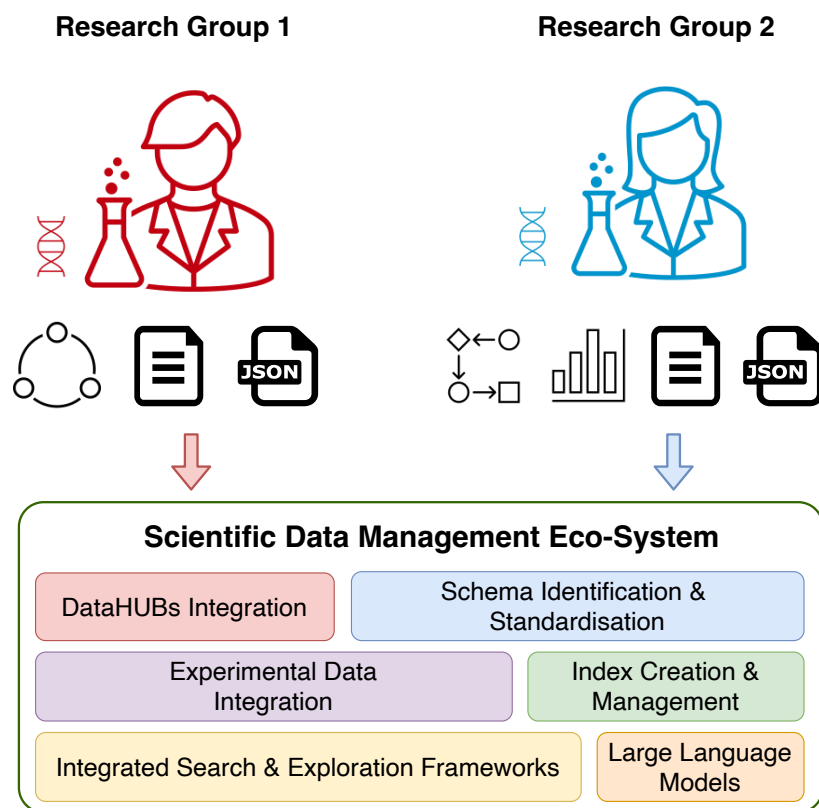 Research Group 1
Research Group 2
JSON
JSON
Scientific Data Management Eco-System
DataHUBs Integration
Schema Identification &
Standardisation
Experimental Data
Integration
Index Creation &
Management
Integrated Search & Exploration Frameworks
Large Language
Models